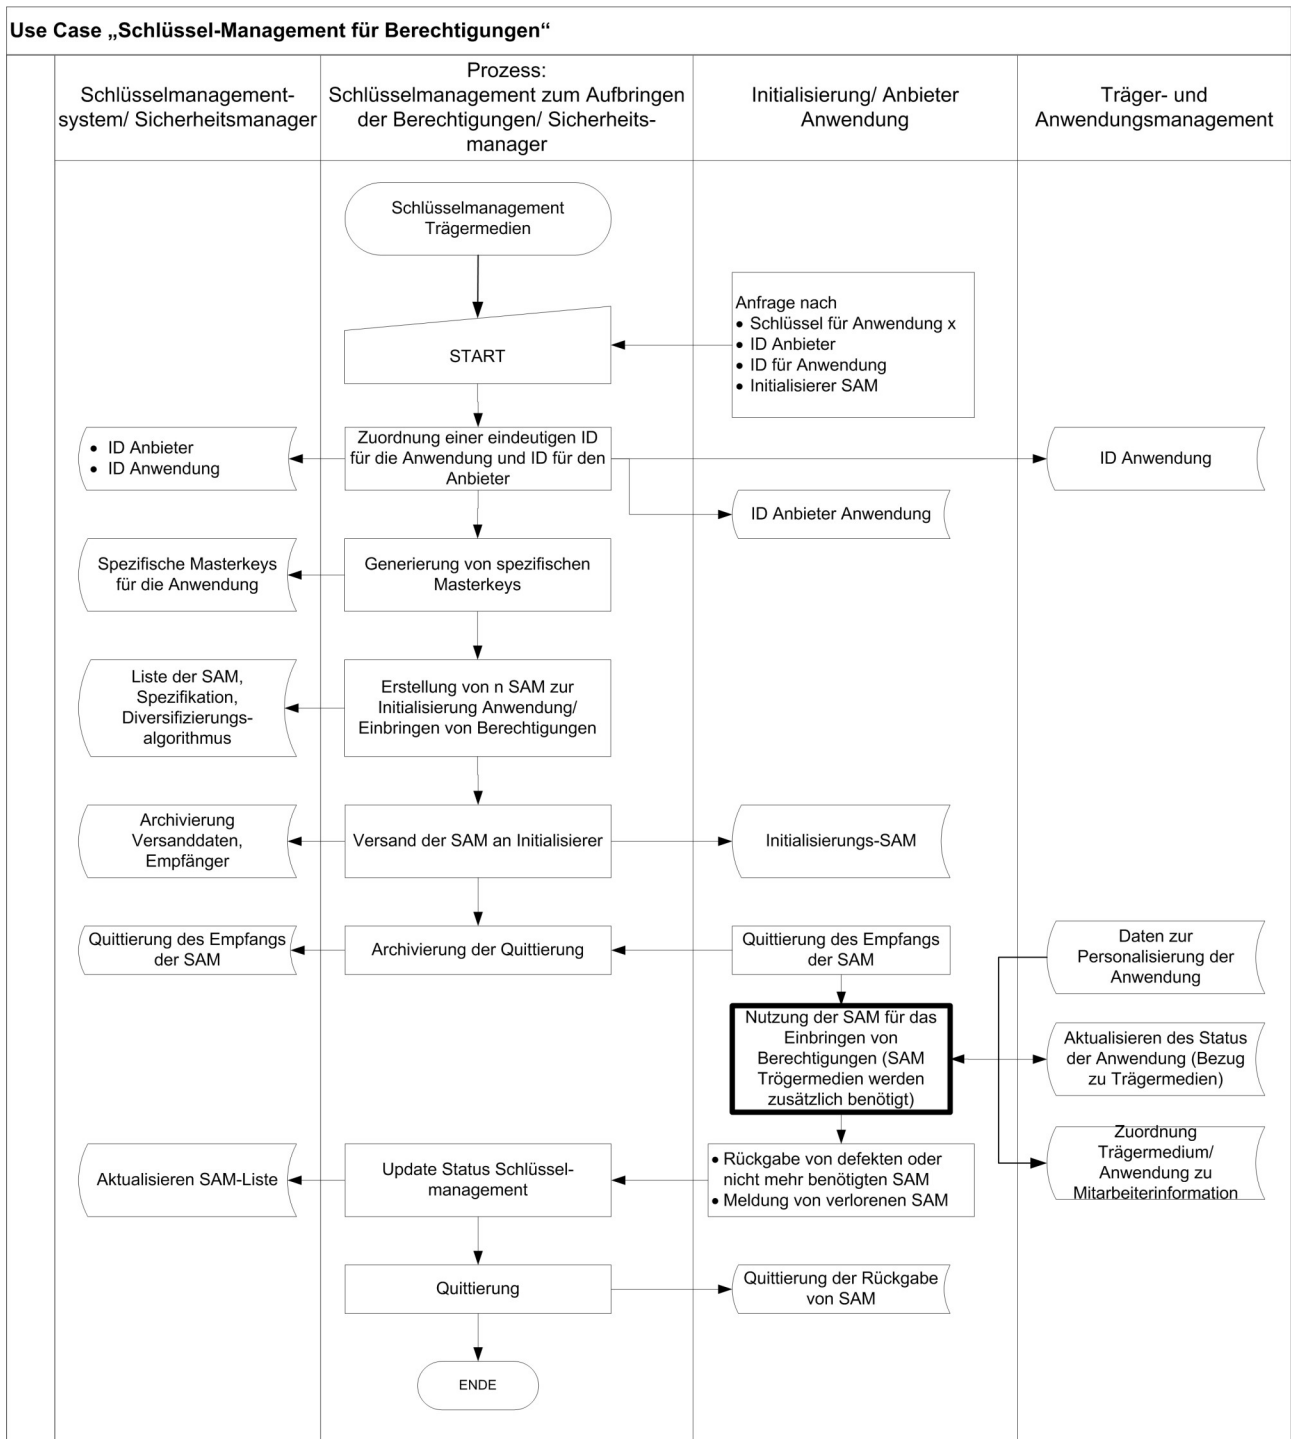 Use Case „Schlüssel-Management für Berechtigungen“
Schlüsselmanagement-
system/ Sicherheitsmanager
Prozess:
Schlüsselmanagement zum Aufbringen
der Berechtigungen/ Sicherheits-
manager
Initialisierung/ Anbieter
Anwendung
Träger- und
Anwendungsmanagement
Schlüsselmanagement
Trägermedien
START
Anfrage nach
• Schlüssel für Anwendung x
• ID Anbieter
• ID für Anwendung
• Initialisierer SAM
• ID Anbieter
• ID Anwendung
Zuordnung einer eindeutigen ID
für die Anwendung und ID für den
Anbieter
ID Anwendung
ID Anbieter Anwendung
Spezifische Masterkeys
für die Anwendung
Generierung von spezifischen
Masterkeys
Liste der SAM,
Spezifikation,
Diversifizierungs-
algorithmus
Erstellung von n SAM zur
Initialisierung Anwendung/
Einbringen von Berechtigungen
Archivierung
Versanddaten,
Empfänger
Versand der SAM an Initialisierer
Initialisierungs-SAM
Quittierung des Empfangs
der SAM
Archivierung der Quittierung
Quittierung des Empfangs
der SAM
Daten zur
Personalisierung der
Anwendung
Nutzung der SAM für das
Einbringen von
Berechtigungen (SAM
Trögermedien werden
zusätzlich benötigt)
Aktualisieren des Status
der Anwendung (Bezug
zu Trägermedien)
Aktualisieren SAM-Liste
Update Status Schlüssel-
management
• Rückgabe von defekten oder
nicht mehr benötigten SAM
• Meldung von verlorenen SAM
Zuordnung
Trägermedium/
Anwendung zu
Mitarbeiterinformation
Quittierung
Quittierung der Rückgabe
von SAM
ENDE